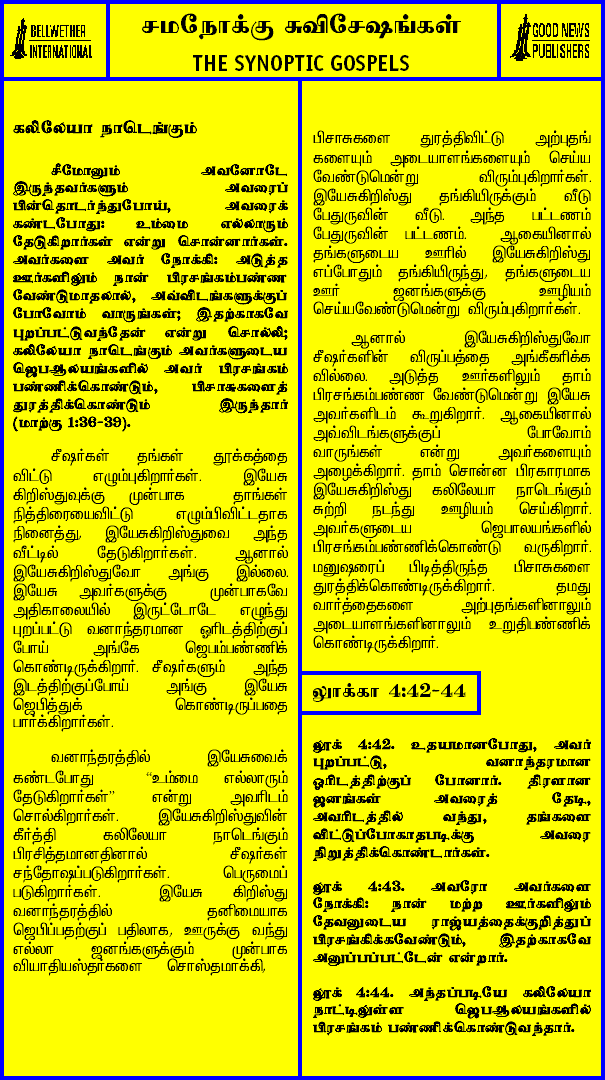 BELLWETHER
INTERNATIONAL
சமநோக்கு சுவிசேஷங்கள்
THE SYNOPTIC GOSPELS
GOOD NEWS
PUBLISHERS
கலிலேயா நாடெங்கும்
சீமோனும் அவனோடே
இருந்தவர்களும் அவரைப்
பின்தொடர்ந்துபோய், அவரைக்
கண்டபோது: உம்மை எல்லாரும்
தேடுகிறார்கள் என்று சொன்னார்கள்.
அவர்களை அவர் நோக்கி: அடுத்த
ஊர்களிலும் நான் பிரசங்கம்பண்ண
வேண்டுமாதலால், அவ்விடங்களுக்குப்
போவோம் வாருங்கள்; இதற்காகவே
புறப்பட்டுவந்தேன் என்று சொல்லி;
கலிலேயா நாடெங்கும் அவர்களுடைய
ஜெபஆலயங்களில் அவர் பிரசங்கம்
பண்ணிக்கொண்டும், பிசாசுகளைத்
துரத்திக்கொண்டும் இருந்தார்
(மாற்கு 1:36-39).
சீஷர்கள் தங்கள் தூக்கத்தை
விட்டு எழும்புகிறார்கள். இயேசு
கிறிஸ்துவுக்கு முன்பாக தாங்கள்
நித்திரையைவிட்டு எழும்பிவிட்டதாக
நினைத்து, இயேசுகிறிஸ்துவை அந்த
வீட்டில் தேடுகிறார்கள். ஆனால்
இயேசுகிறிஸ்துவோ அங்கு இல்லை.
இயேசு அவர்களுக்கு முன்பாகவே
அதிகாலையில் இருட்டோடே எழுந்து
புறப்பட்டு வனாந்தரமான ஓரிடத்திற்குப்
போய் அங்கே ஜெபம்பண்ணிக்
கொண்டிருக்கிறார். சீஷர்களும் அந்த
இடத்திற்குப்போய் அங்கு இயேசு
ஜெபித்துக் கொண்டிருப்பதை
பார்க்கிறார்கள்.
வனாந்தரத்தில் இயேசுவைக்
கண்டபோது “உம்மை எல்லாரும்
தேடுகிறார்கள்” என்று அவரிடம்
சொல்கிறார்கள். இயேசுகிறிஸ்துவின்
கீர்த்தி கலிலேயா நாடெங்கும்
பிரசித்தமானதினால் சீஷர்கள்
சந்தோஷப்படுகிறார்கள். பெருமைப்
படுகிறார்கள். இயேசு கிறிஸ்து
வனாந்தரத்தில் தனிமையாக
ஜெபிப்பதற்குப் பதிலாக, ஊருக்கு வந்து
எல்லா ஜனங்களுக்கும் முன்பாக
வியாதியஸ்தர்களை சொஸ்தமாக்கி,
பிசாசுகளை துரத்திவிட்டு அற்புதங்
களையும் அடையாளங்களையும் செய்ய
வேண்டுமென்று விரும்புகிறார்கள்.
இயேசுகிறிஸ்து தங்கியிருக்கும் வீடு
பேதுருவின் வீடு. அந்த பட்டணம்
பேதுருவின் பட்டணம். ஆகையினால்
தங்களுடைய ஊரில் இயேசுகிறிஸ்து
எப்போதும் தங்கியிருந்து, தங்களுடைய
ஊர் ஜனங்களுக்கு ஊழியம்
செய்யவேண்டுமென்று விரும்புகிறார்கள்.
ஆனால் இயேசுகிறிஸ்துவோ
சீஷர்களின் விருப்பத்தை அங்கீகரிக்க
வில்லை. அடுத்த ஊர்களிலும் தாம்
பிரசங்கம்பண்ண வேண்டுமென்று இயேசு
அவர்களிடம் கூறுகிறார். ஆகையினால்
அவ்விடங்களுக்குப் போவோம்
வாருங்கள் என்று அவர்களையும்
அழைக்கிறார். தாம் சொன்ன பிரகாரமாக
இயேசுகிறிஸ்து கலிலேயா நாடெங்கும்
சுற்றி நடந்து ஊழியம் செய்கிறார்.
அவர்களுடைய ஜெபாலயங்களில்
பிரசங்கம்பண்ணிக்கொண்டு வருகிறார்.
மனுஷரைப் பிடித்திருந்த பிசாசுகளை
துரத்திக்கொண்டிருக்கிறார். தமது
வார்த்தைகளை அற்புதங்களினாலும்
அடையாளங்களினாலும் உறுதிபண்ணிக்
கொண்டிருக்கிறார்.
லூக்கா 4:42-44
லூக் 4:42. உதயமானபோது, அவர்
புறப்பட்டு, வனாந்தரமான
ஓரிடத்திற்குப் போனார். திரளான
ஜனங்கள் அவரைத் தேடி,
அவரிடத்தில் வந்து, தங்களை
விட்டுப்போகாதபடிக்கு அவரை
நிறுத்திக்கொண்டார்கள்.
லூக் 4:43. அவரோ அவர்களை
நோக்கி: நான் மற்ற ஊர்களிலும்
தேவனுடைய ராஜ்யத்தைக்குறித்துப்
பிரசங்கிக்கவேண்டும், இதற்காகவே
அனுப்பப்பட்டேன் என்றார்.
லூக் 4:44. அந்தப்படியே கலிலேயா
நாட்டிலுள்ள ஜெபஆலயங்களில்
பிரசங்கம் பண்ணிக்கொண்டுவந்தார்.